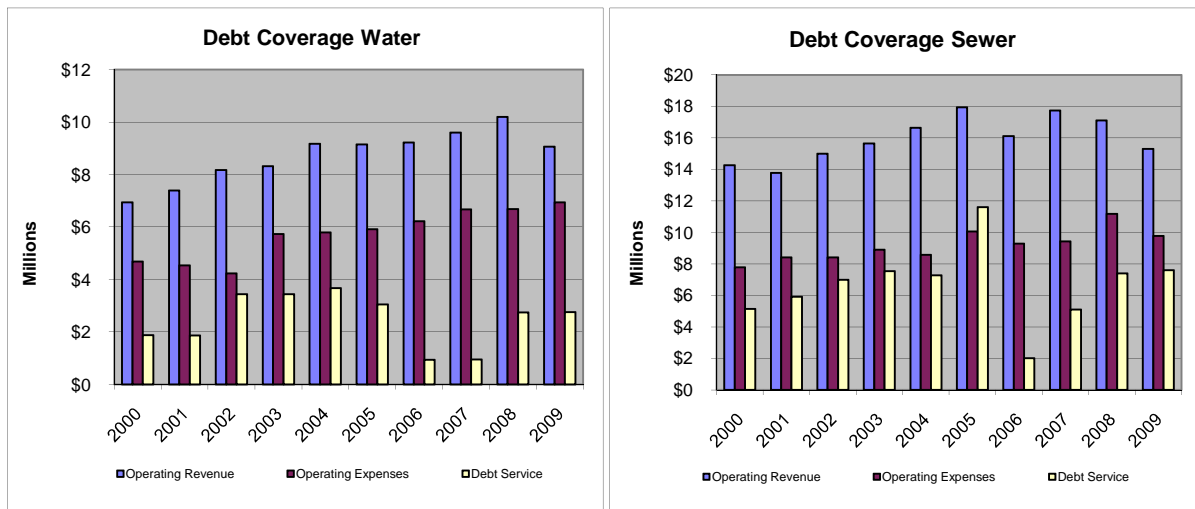 Debt Coverage Water
$12
$10
$8
$6
$4
$2
$0
Millions
2000 2001 2002 2003 2004 2005 2006 2007 2008 2009
Operating Revenue Operating Expenses Debt Service
Debt Coverage Sewer
$20
$18
$16
$14
$12
$10
$8
$6
$4
$2
$0
Millions
2000 2001 2002 2003 2004 2005 2006 2007 2008 2009
Operating Revenue Operating Expenses Debt Service